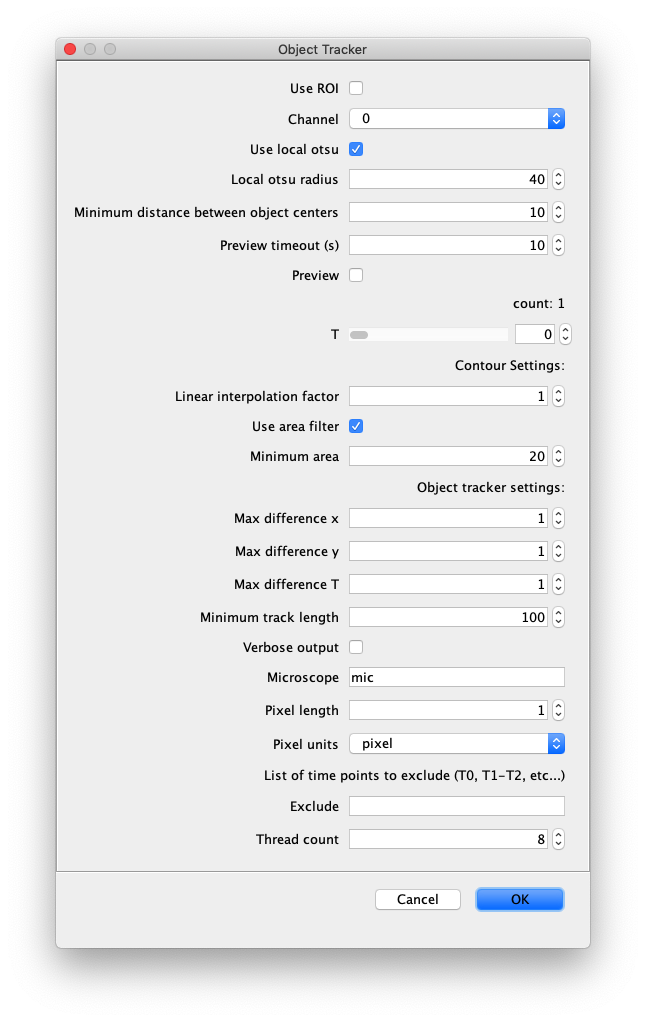 Object Tracker
Use ROI
Channel 0
Use local otsu
Local otsu radius 40
Minimum distance between object centers 10
Preview timeout (s) 10
Preview
count: 1
T 0
Contour Settings:
Linear interpolation factor 1
Use area filter
Minimum area 20
Object tracker settings:
Max difference x 1
Max difference y 1
Max difference T 1
Minimum track length 100
Verbose output
Microscope mic
Pixel length 1
Pixel units pixel
List of time points to exclude (T0, T1-T2, etc...)
Exclude
Thread count 8
Cancel OK